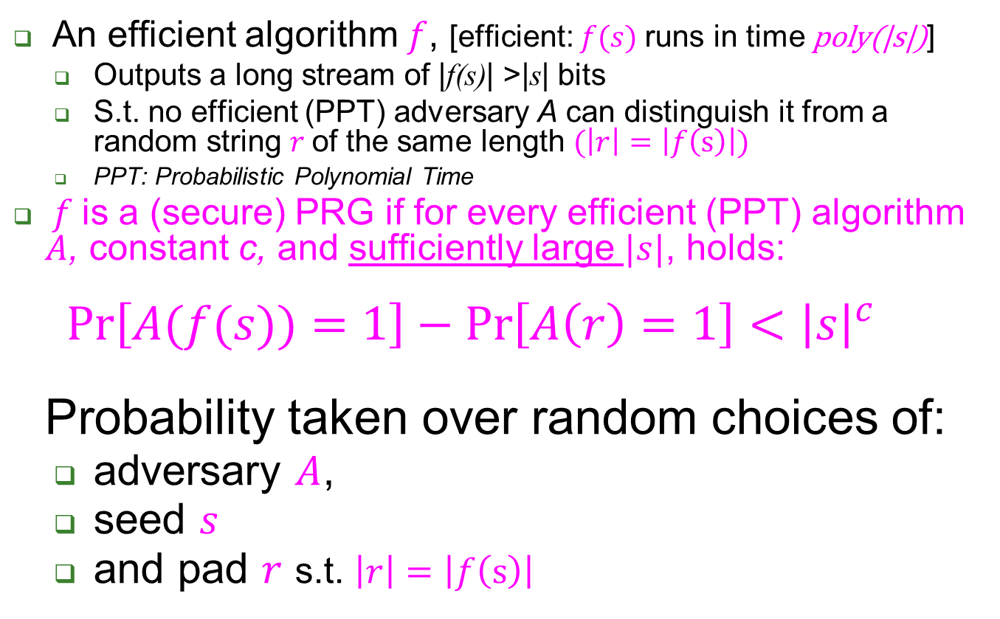 An efficient algorithm f, [efficient: f(s) runs in time poly(|s|)]
Outputs a long stream of |f(s)| >|s| bits
S.t. no efficient (PPT) adversary A can distinguish it from a
random string r of the same length (|r| = |f(s)|)
PPT: Probabilistic Polynomial Time
f is a (secure) PRG if for every efficient (PPT) algorithm
A, constant c, and sufficiently large |s|, holds:
Pr[A(f(s)) = 1] − Pr[A(r) = 1] < |s|ᶜ
Probability taken over random choices of:
adversary A,
seed s
and pad r s.t. |r| = |f(s)|